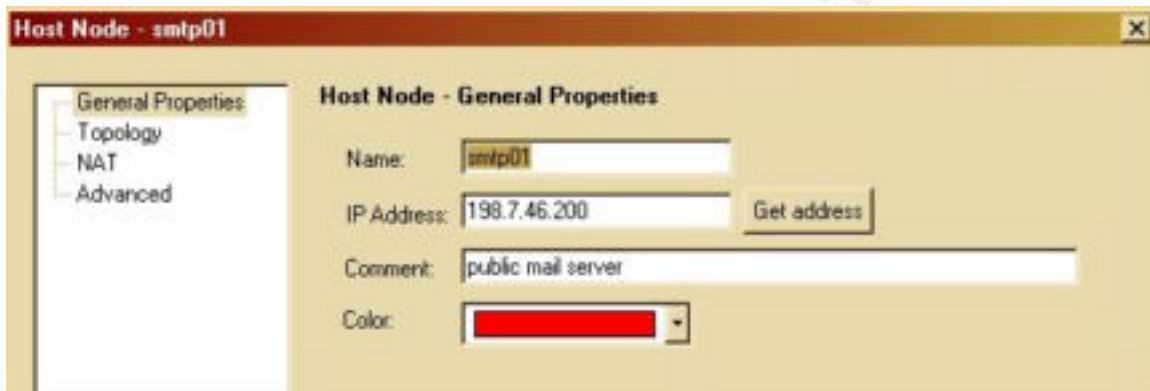 Host Node - smtp01
General Properties
Topology
NAT
Advanced
Host Node - General Properties
Name: smtp01
IP Address: 198.7.46.200 Get address
Comment: public mail server
Color: